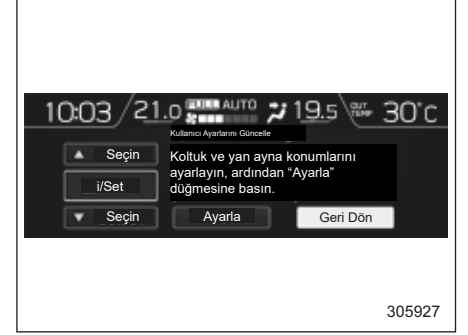 10:03 21.0 FULL AUTO 19.5 OUT TEMP 30°C
Kullanıcı Ayarlarını Güncelle
▲ Seçin
Koltuk ve yan ayna konumlarını
ayarlayın, ardından “Ayarla”
düğmesine basın.
i/Set
▼ Seçin
Ayarla
Geri Dön
305927